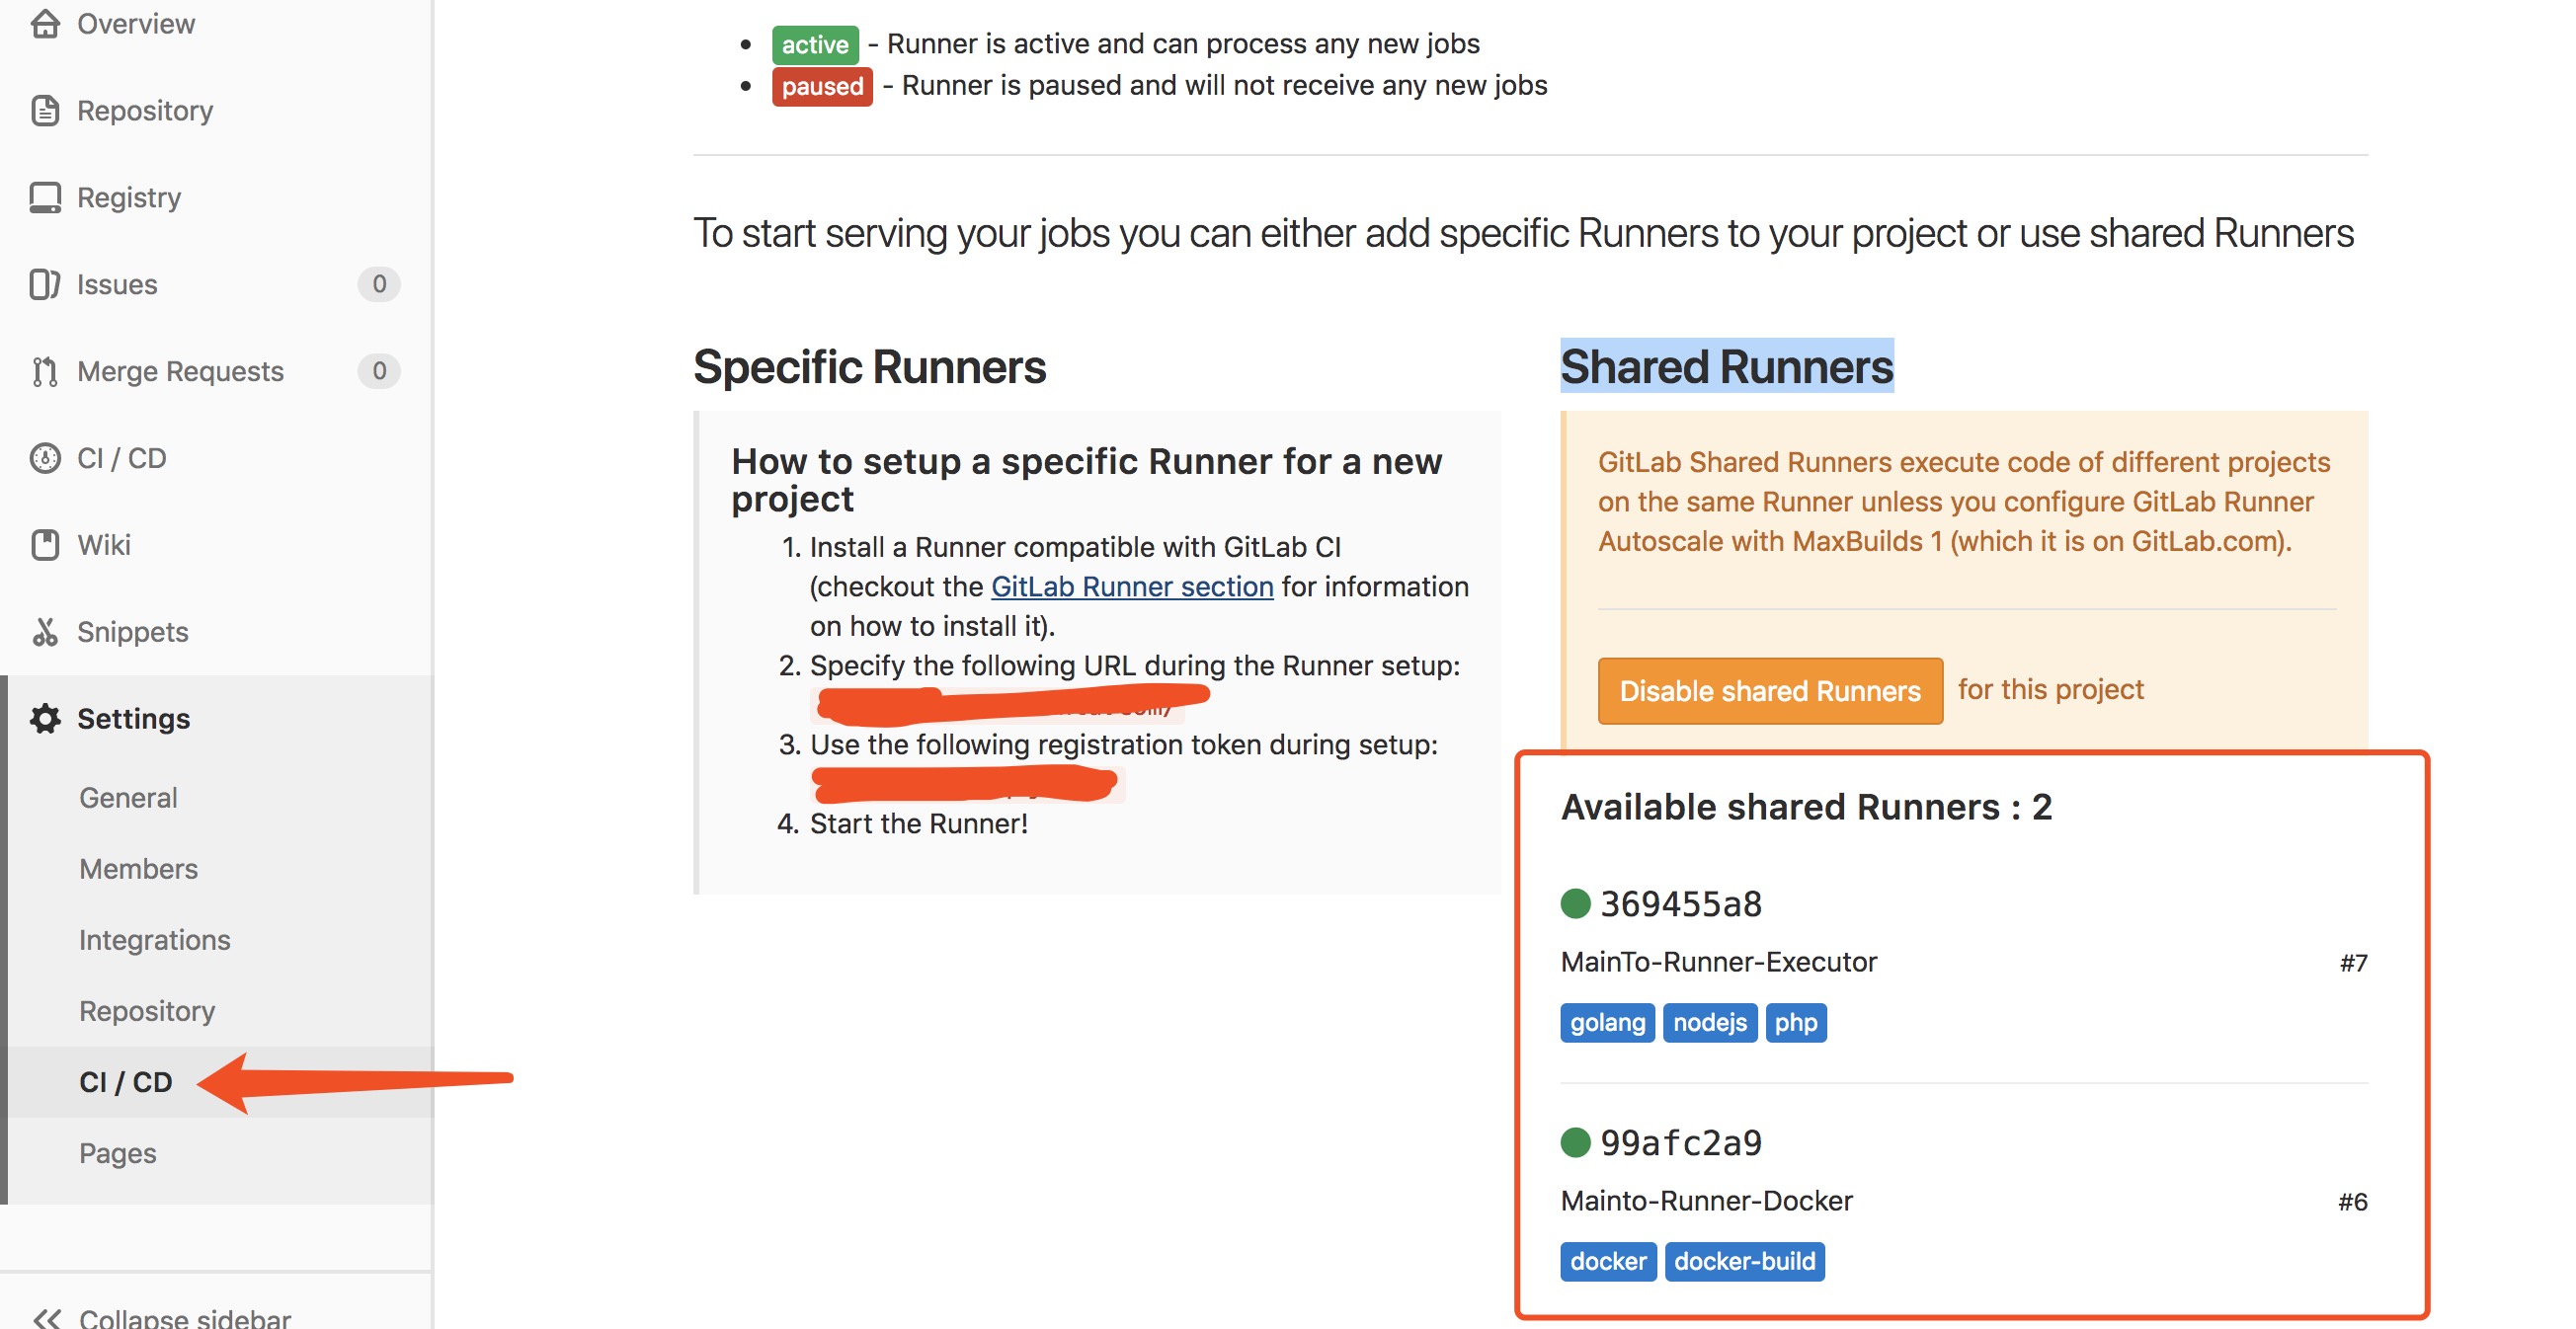 Overview
Repository
Registry
Issues 0
Merge Requests 0
CI / CD
Wiki
Snippets
Settings
General
Members
Integrations
Repository
CI / CD
Pages
Collapse sidebar
active - Runner is active and can process any new jobs
paused - Runner is paused and will not receive any new jobs
To start serving your jobs you can either add specific Runners to your project or use shared Runners
Specific Runners
How to setup a specific Runner for a new
project
1. Install a Runner compatible with GitLab CI
(checkout the GitLab Runner section for information
on how to install it).
2. Specify the following URL during the Runner setup:
3. Use the following registration token during setup:
4. Start the Runner!
Shared Runners
GitLab Shared Runners execute code of different projects
on the same Runner unless you configure GitLab Runner
Autoscale with MaxBuilds 1 (which it is on GitLab.com).
Disable shared Runners for this project
Available shared Runners : 2
369455a8
MainTo-Runner-Executor #7
golang nodejs php
99afc2a9
Mainto-Runner-Docker #6
docker docker-build